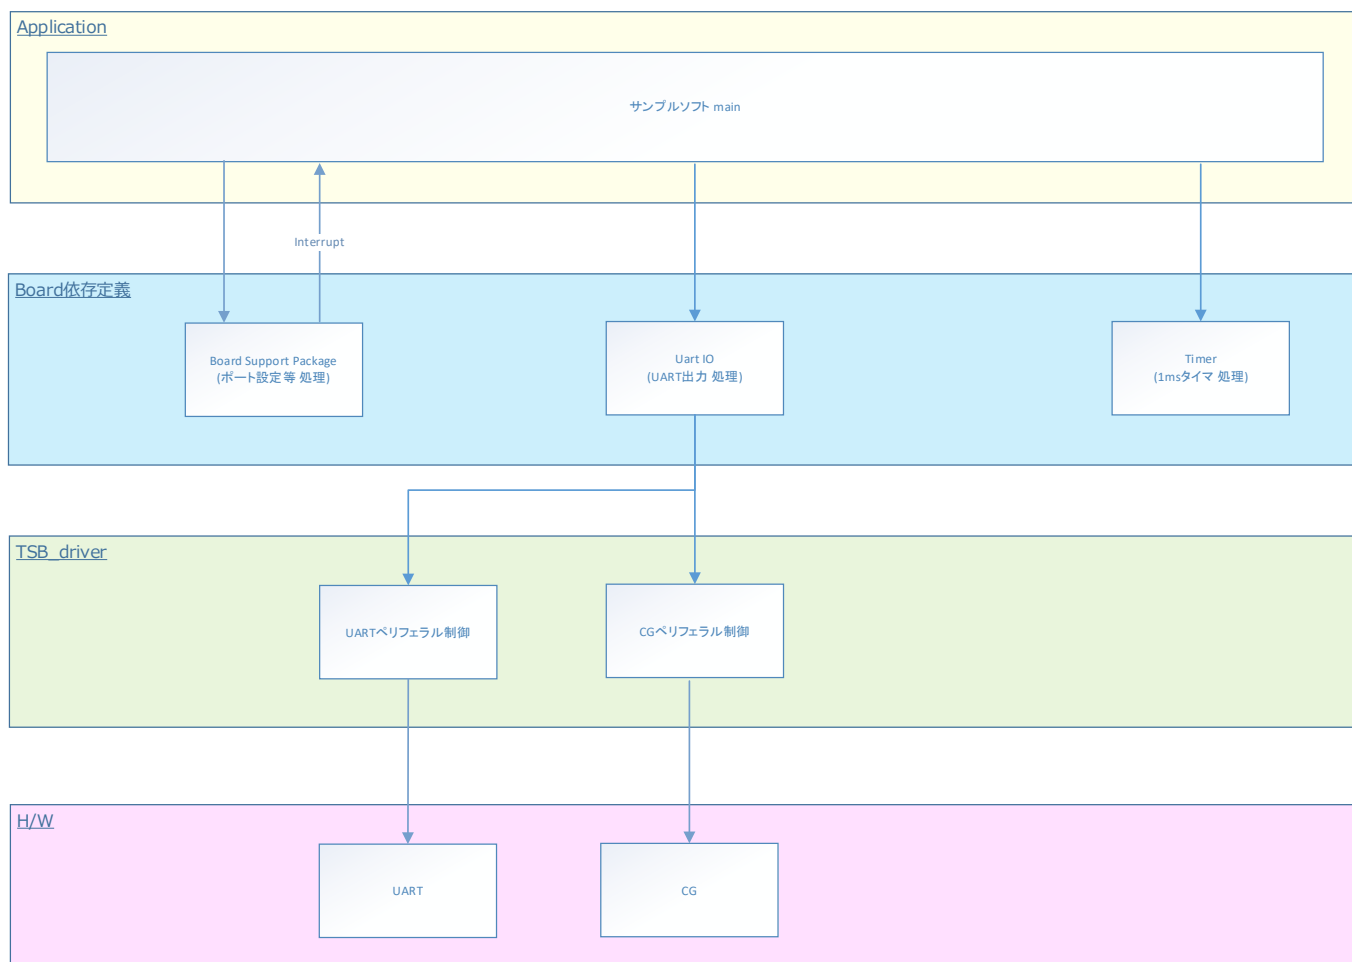 Application
サンプルソフト main
Interrupt
Board依存定義
Board Support Package
(ポート設定等 処理)
Uart IO
(UART出力 処理)
Timer
(1msタイマ 処理)
TSB_driver
UARTペリフェラル制御
CGペリフェラル制御
H/W
UART
CG